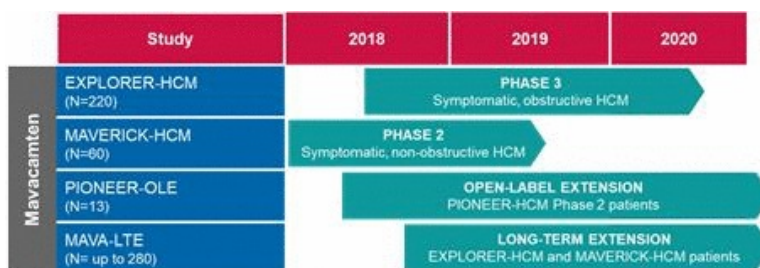 Study 2018 2019 2020
Mavacamten
EXPLORER-HCM
(N=220)
PHASE 3
Symptomatic, obstructive HCM
MAVERICK-HCM
(N=60)
PHASE 2
Symptomatic, non-obstructive HCM
PIONEER-OLE
(N=13)
OPEN-LABEL EXTENSION
PIONEER-HCM Phase 2 patients
MAVA-LTE
(N= up to 280)
LONG-TERM EXTENSION
EXPLORER-HCM and MAVERICK-HCM patients